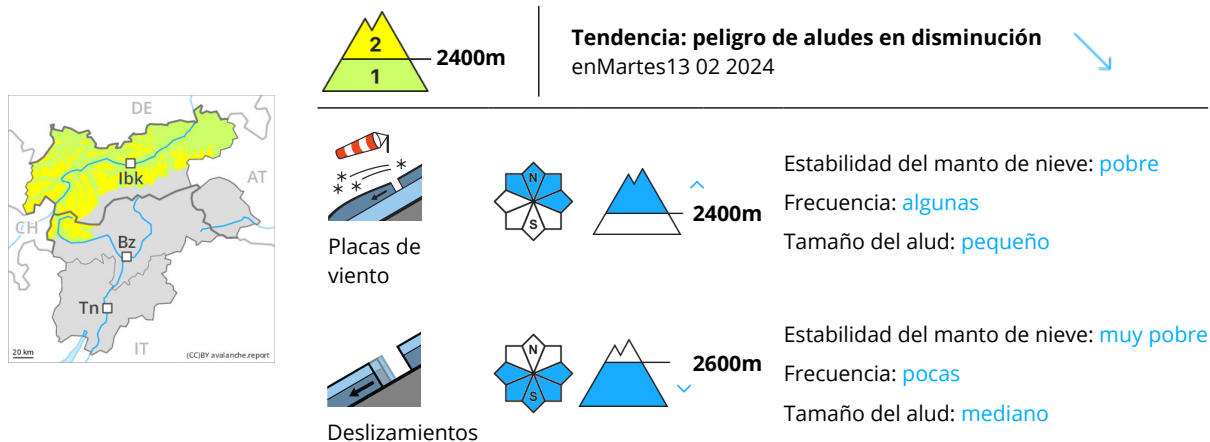 2
1
2400m
Tendencia: peligro de aludes en disminución
enMartes13 02 2024
DE
Ibk
AT
CH
Bz
Tn
IT
20 km
(CC)BY avalanche.report
Placas de
viento
N
S
2400m
Estabilidad del manto de nieve: pobre
Frecuencia: algunas
Tamaño del alud: pequeño
Deslizamientos
N
S
2600m
Estabilidad del manto de nieve: muy pobre
Frecuencia: pocas
Tamaño del alud: mediano